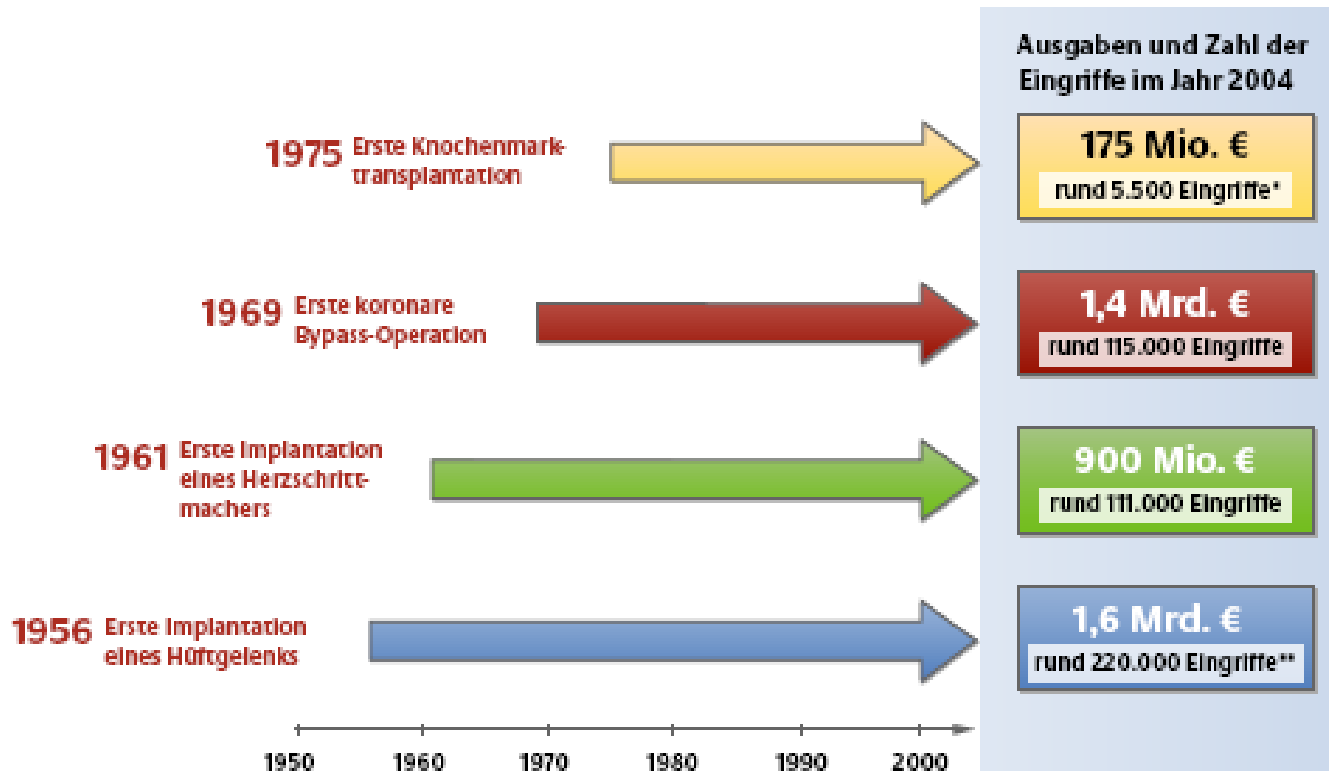 Ausgaben und Zahl der
Eingriffe im Jahr 2004
1975 Erste Knochenmark-
transplantation
175 Mio. €
rund 5.500 Eingriffe*
1969 Erste koronare
Bypass-Operation
1,4 Mrd. €
rund 115.000 Eingriffe
1961 Erste Implantation
eines Herzschritt-
machers
900 Mio. €
rund 111.000 Eingriffe
1956 Erste Implantation
eines Hüftgelenks
1,6 Mrd. €
rund 220.000 Eingriffe**
1950 1960 1970 1980 1990 2000